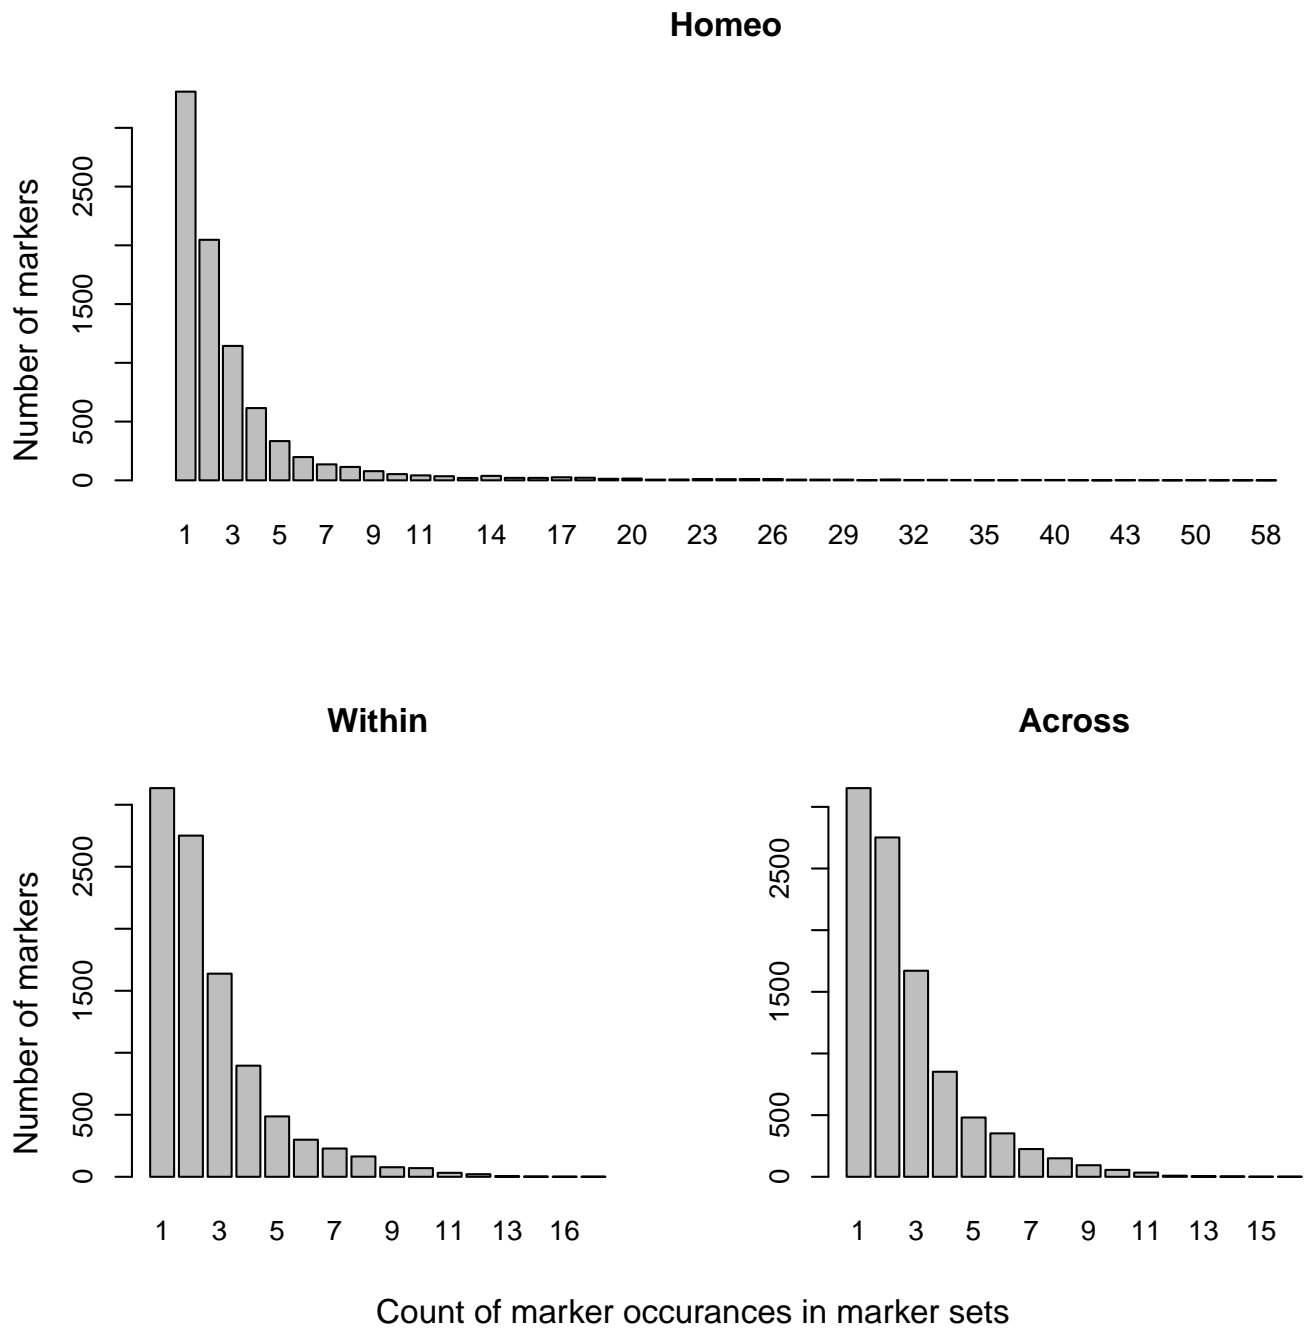 Homeo
Number of markers
0 500 1500 2500
1 3 5 7 9 11 14 17 20 23 26 29 32 35 40 43 50 58
Within
Number of markers
0 500 1500 2500
1 3 5 7 9 11 13 16
Across
0 500 1500 2500
1 3 5 7 9 11 13 15
Count of marker occurances in marker sets